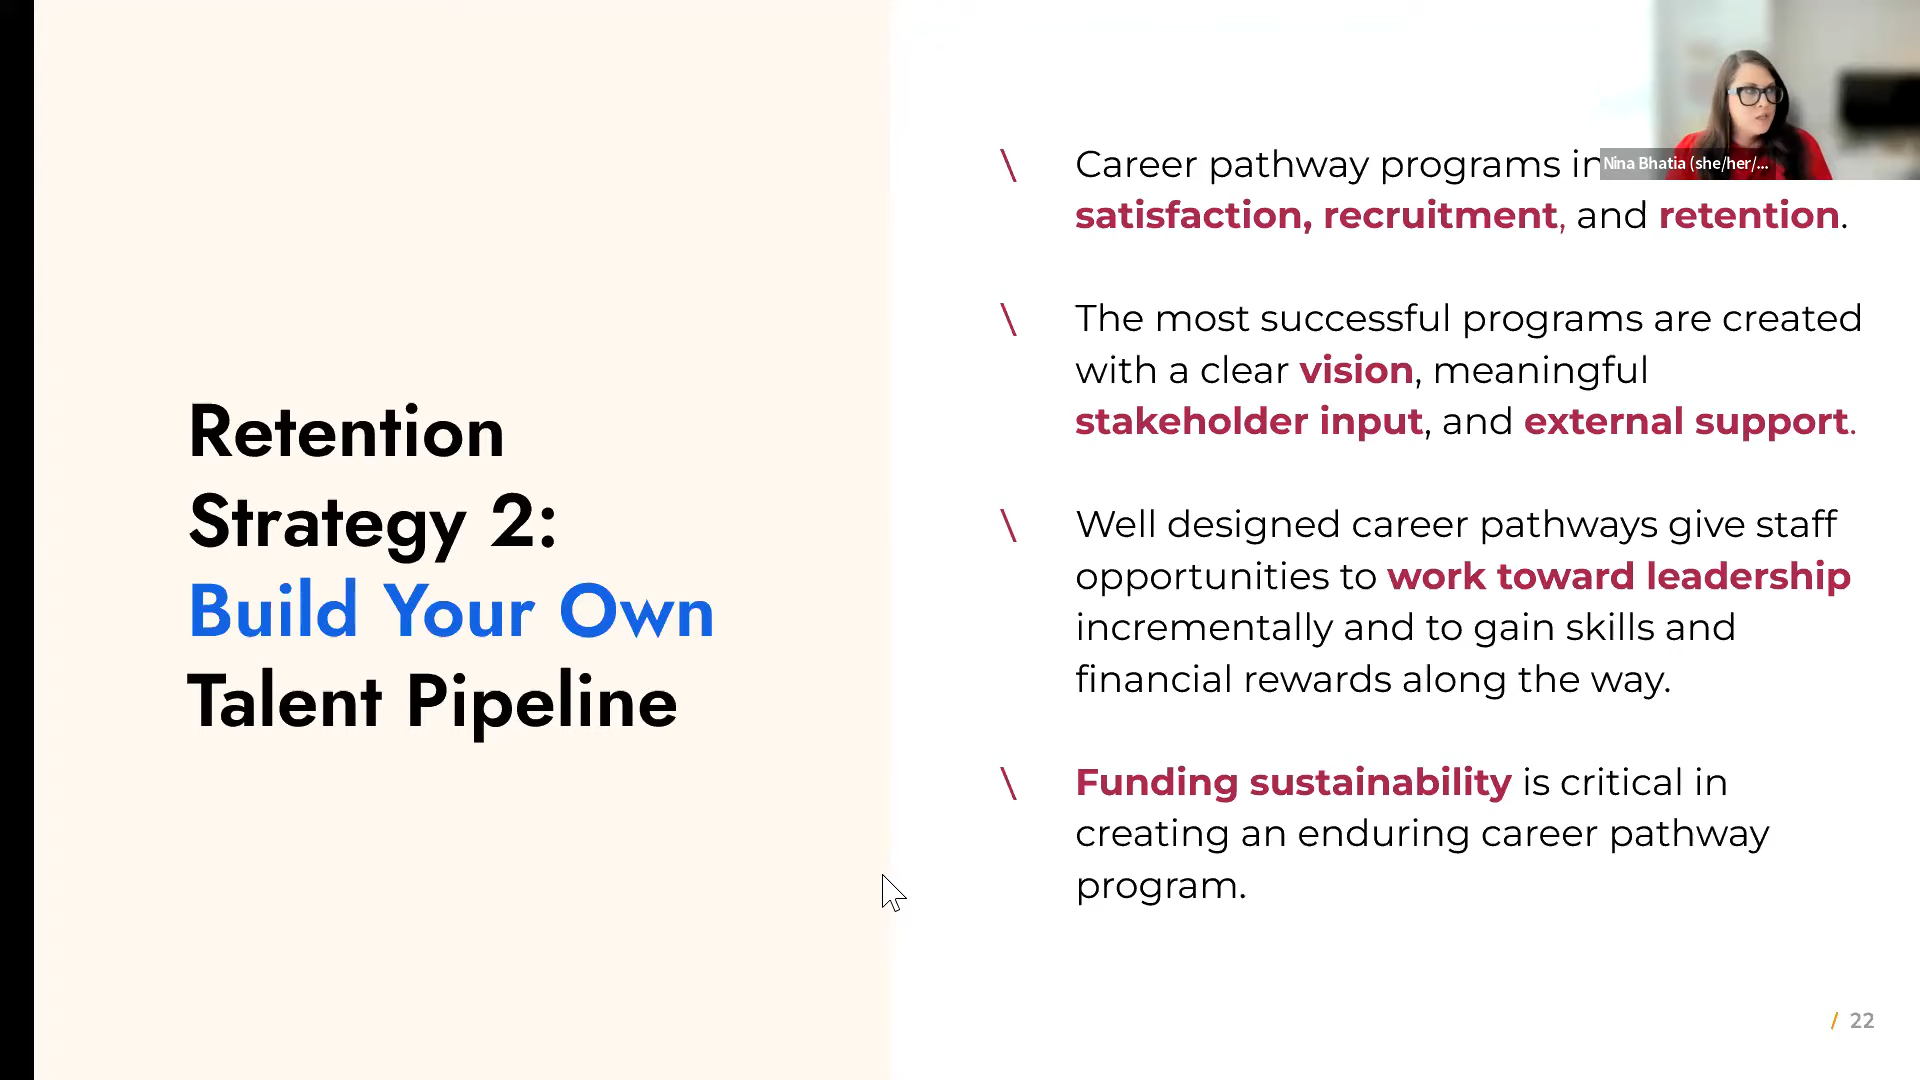 Retention
Strategy 2:
Build Your Own
Talent Pipeline
\ Career pathway programs
satisfaction, recruitment, and retention.
\ The most successful programs are created
with a clear vision, meaningful
stakeholder input, and external support.
\ Well designed career pathways give staff
opportunities to work toward leadership
incrementally and to gain skills and
financial rewards along the way.
\ Funding sustainability is critical in
creating an enduring career pathway
program.
Nina Bhatia (she/her/...
/ 22